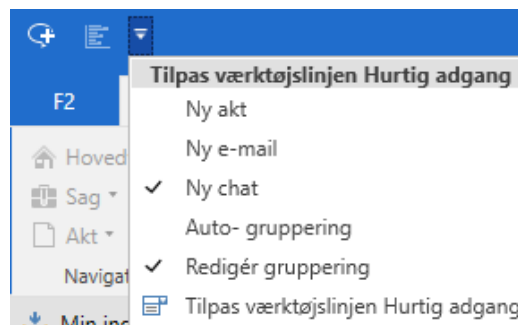 Tilpas værktøjslinjen Hurtig adgang
F2
Ny akt
Ny e-mail
Hoved
Ny chat
Sag
Auto- gruppering
Akt
Redigér gruppering
Navigat
Tilpas værktøjslinjen Hurtig adgang
Min